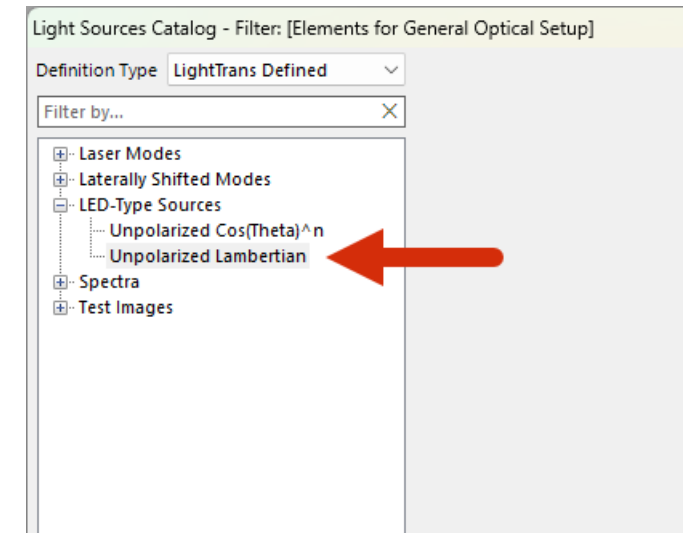 Light Sources Catalog - Filter: [Elements for General Optical Setup]
Definition Type LightTrans Defined
Filter by...
Laser Modes
Laterally Shifted Modes
LED-Type Sources
Unpolarized Cos(Theta)^n
Unpolarized Lambertian
Spectra
Test Images